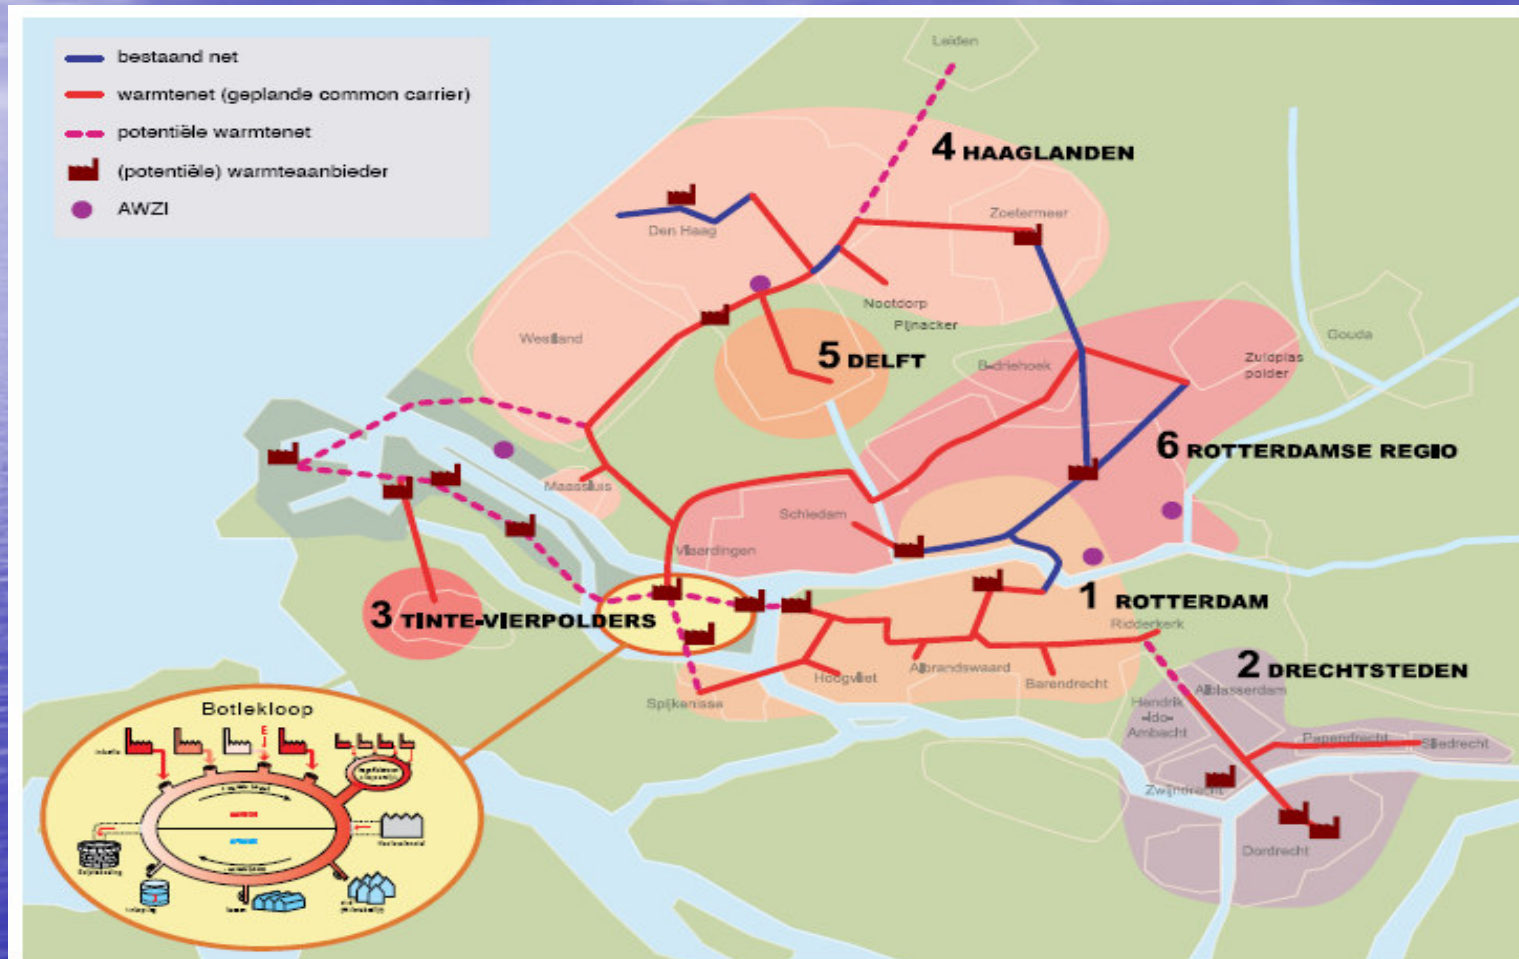 bestaand net
warmtenet (geplande common carrier)
potentiële warmtenet
(potentiële) warmteaanbieder
AWZI
Leiden
4 HAAGLANDEN
Den Haag
Zoetermeer
Nootdorp
Pijnacker
Westland
5 DELFT
B-driehoek
Gouda
Zuidplas
polder
6 ROTTERDAMSE REGIO
Maassluis
Schiedam
Vlaardingen
3 TINTE-VIERPOLDERS
1 ROTTERDAM
Ridderkerk
Hoogvliet
Albrandswaard
Barendrecht
Spijkenisse
2 DRECHTSTEDEN
Alblasserdam
Hendrik
-Ido-
Ambacht
Papendrecht
Sliedrecht
Zwijndrecht
Dordrecht
Botlekloop
E